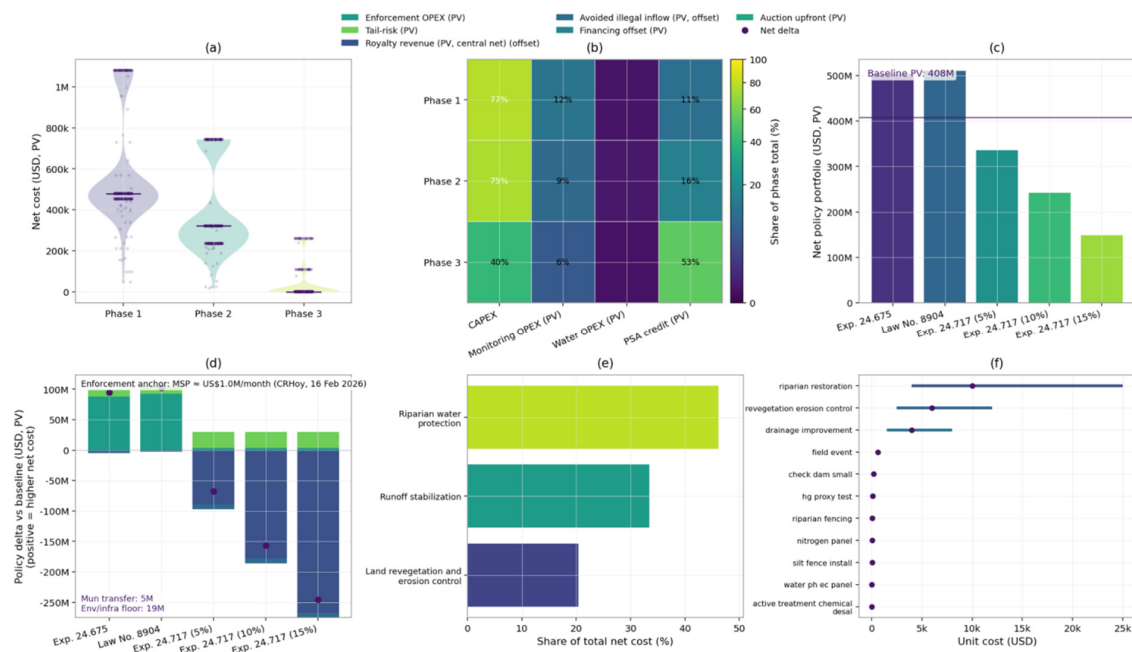 Enforcement OPEX (PV)
Tail-risk (PV)
Royalty revenue (PV, central net) (offset)
Avoided illegal inflow (PV, offset)
Financing offset (PV)
Auction upfront (PV)
Net delta
(a)
Net cost (USD, PV)
1M
800k
600k
400k
200k
0
Phase 1
Phase 2
Phase 3
(b)
Phase 1
Phase 2
Phase 3
77%
12%
11%
75%
9%
16%
40%
6%
53%
CAPEX
Monitoring OPEX (PV)
Water OPEX (PV)
PSA credit (PV)
100
80
60
40
20
0
Share of phase total (%)
(c)
Net policy portfolio (USD, PV)
500M
400M
300M
200M
100M
0
Baseline PV: 408M
Exp. 24.675
Law No. 8904
Exp. 24.717 (5%)
Exp. 24.717 (10%)
Exp. 24.717 (15%)
(d)
Policy delta vs baseline (USD, PV)
(positive = higher net cost)
100M
50M
0
-50M
-100M
-150M
-200M
-250M
Enforcement anchor: MSP ≈ US$1.0M/month (CRHoy, 16 Feb 2026)
Mun transfer: 5M
Env/infra floor: 19M
Exp. 24.675
Law No. 8904
Exp. 24.717 (5%)
Exp. 24.717 (10%)
Exp. 24.717 (15%)
(e)
Riparian water
protection
Runoff stabilization
Land revegetation and
erosion control
0
10
20
30
40
50
Share of total net cost (%)
(f)
riparian restoration
revegetation erosion control
drainage improvement
field event
check dam small
hg proxy test
riparian fencing
nitrogen panel
silt fence install
water ph ec panel
active treatment chemical
desal
0
5k
10k
15k
20k
25k
Unit cost (USD)